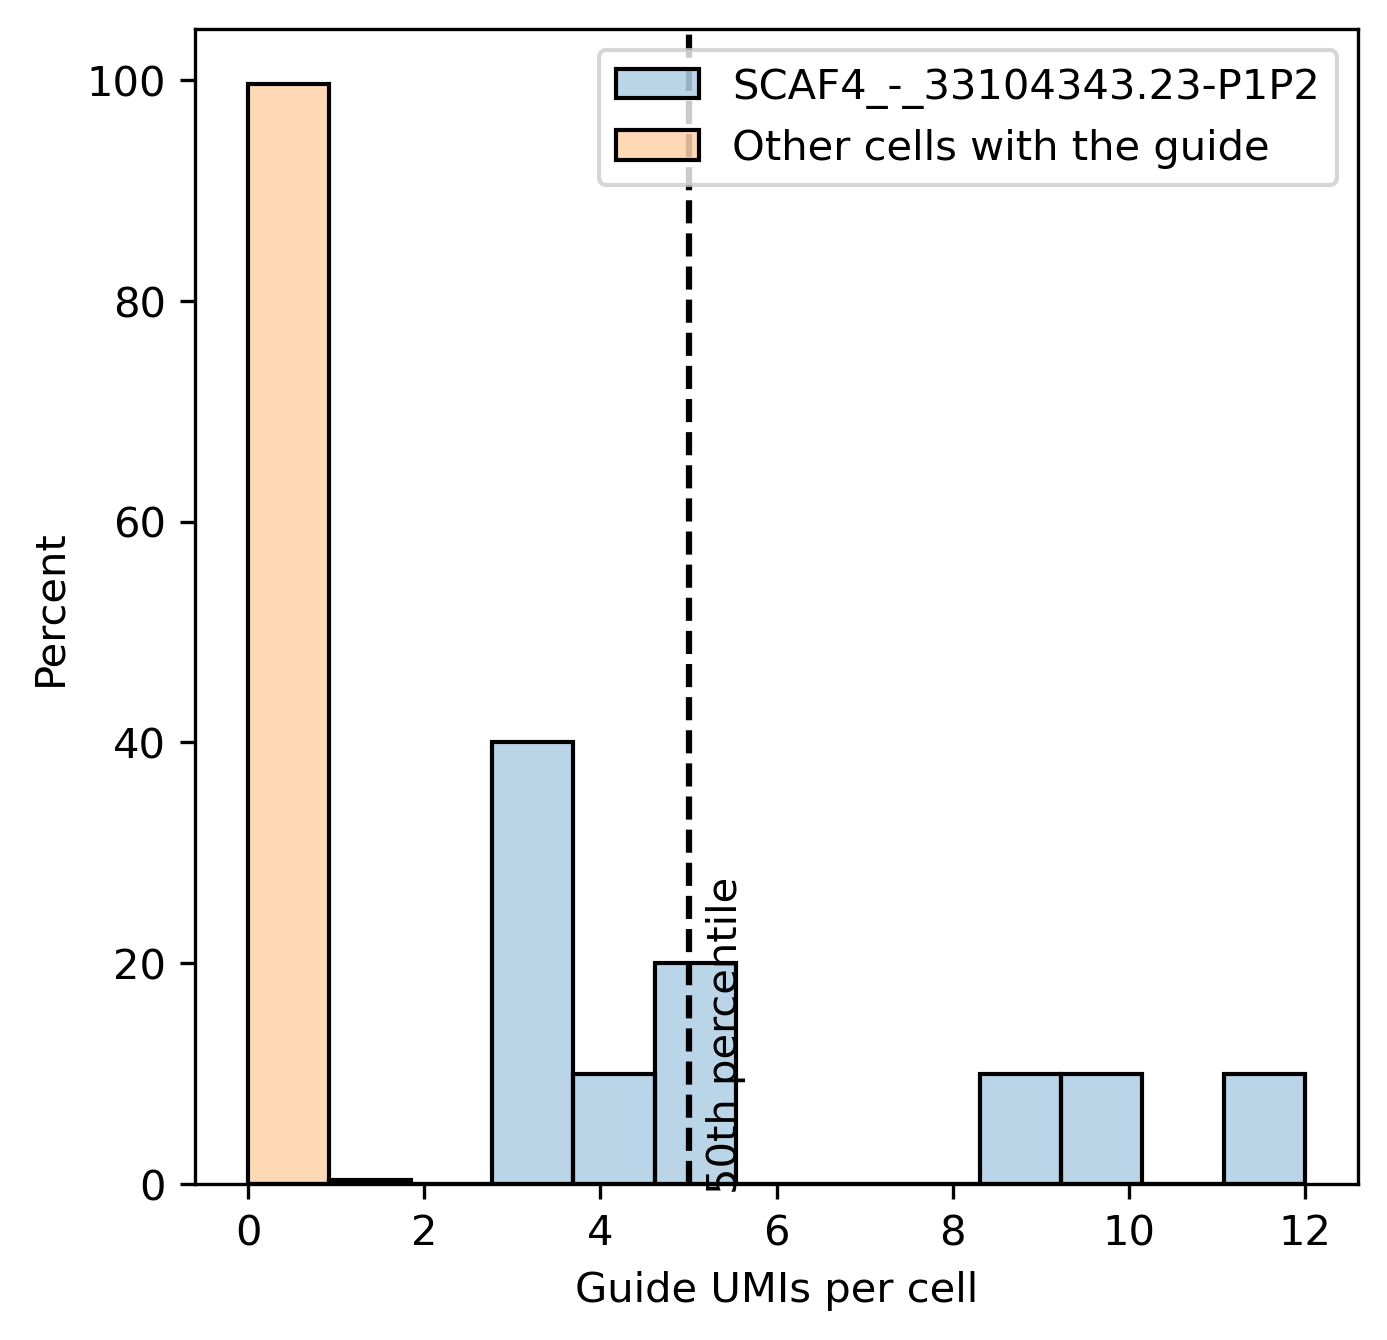 SCAF4_-_33104343.23-P1P2
Other cells with the guide
100
80
60
40
20
0
Percent
50th percentile
0 2 4 6 8 10 12
Guide UMIs per cell